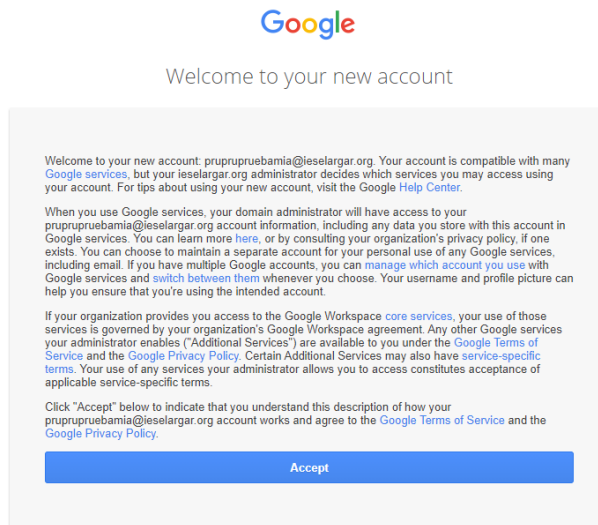 Google
Welcome to your new account
Welcome to your new account: pruprupruebamia@ieselargar.org. Your account is compatible with many
Google services, but your ieselargar.org administrator decides which services you may access using
your account. For tips about using your new account, visit the Google Help Center.
When you use Google services, your domain administrator will have access to your
pruprupruebamia@ieselargar.org account information, including any data you store with this account in
Google services. You can learn more here, or by consulting your organization's privacy policy, if one
exists. You can choose to maintain a separate account for your personal use of any Google services,
including email. If you have multiple Google accounts, you can manage which account you use with
Google services and switch between them whenever you choose. Your username and profile picture can
help you ensure that you're using the intended account.
If your organization provides you access to the Google Workspace core services, your use of those
services is governed by your organization's Google Workspace agreement. Any other Google services
your administrator enables ("Additional Services") are available to you under the Google Terms of
Service and the Google Privacy Policy. Certain Additional Services may also have service-specific
terms. Your use of any services your administrator allows you to access constitutes acceptance of
applicable service-specific terms.
Click "Accept" below to indicate that you understand this description of how your
pruprupruebamia@ieselargar.org account works and agree to the Google Terms of Service and the
Google Privacy Policy.
Accept